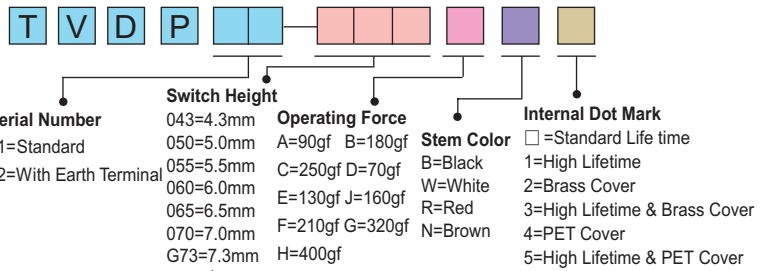 T V D P
Switch Height
erial Number
Operating Force
Internal Dot Mark
043=4.3mm
1=Standard
A=90gf B=180gf
Stem Color
050=5.0mm
□ =Standard Life time
2=With Earth Terminal
055=5.5mm
C=250gf D=70gf
B=Black
1=High Lifetime
060=6.0mm
E=130gf J=160gf
W=White
2=Brass Cover
065=6.5mm
F=210gf G=320gf
R=Red
3=High Lifetime & Brass Cover
070=7.0mm
N=Brown
4=PET Cover
G73=7.3mm
H=400gf
5=High Lifetime & PET Cover